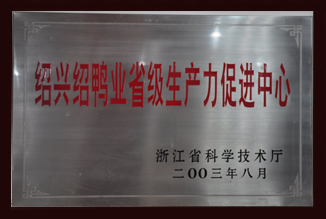 绍兴绍鸭业省级生产力促进中心
浙江省科学技术厅
二〇〇三年八月